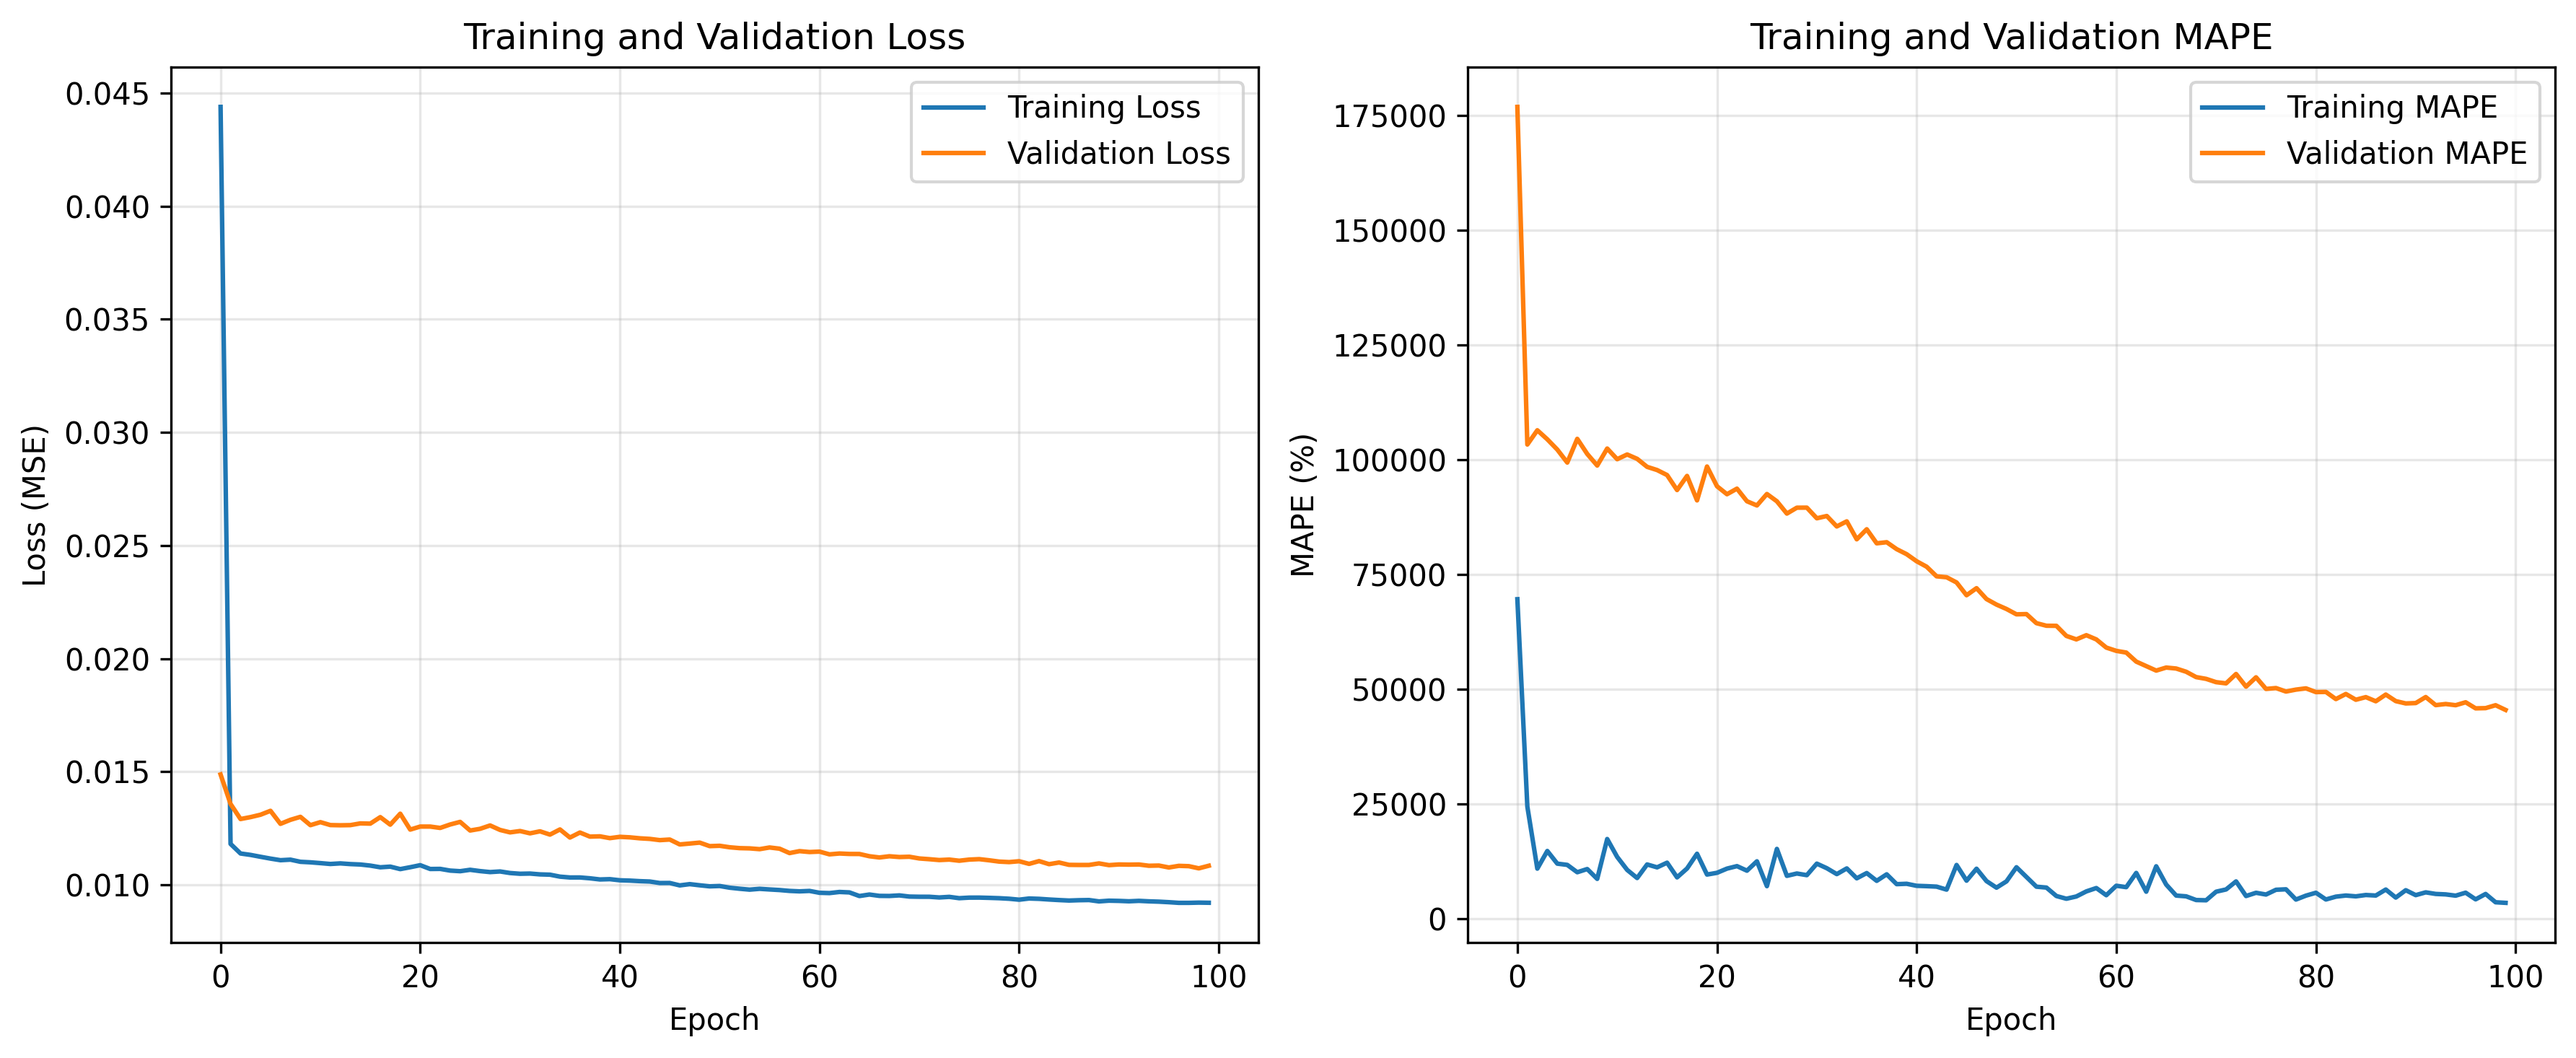 Training and Validation Loss
Training Loss
Validation Loss
0.045
0.040
0.035
0.030
0.025
0.020
0.015
0.010
Loss (MSE)
0 20 40 60 80 100
Epoch
Training and Validation MAPE
Training MAPE
Validation MAPE
175000
150000
125000
100000
75000
50000
25000
0
MAPE (%)
0 20 40 60 80 100
Epoch